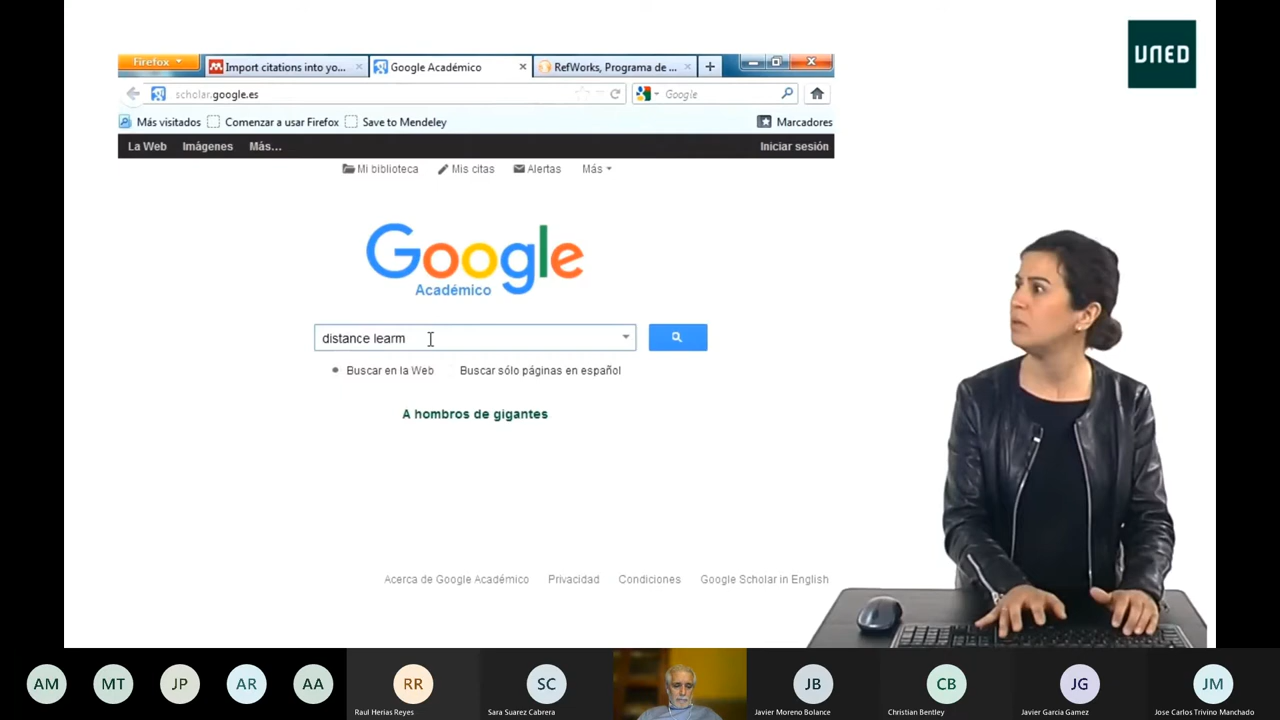 UNED
Firefox
Import citations into yo...
Google Académico
RefWorks, Programa de ...
scholar.google.es
Google
Más visitados
Comenzar a usar Firefox
Save to Mendeley
Marcadores
La Web
Imágenes
Más...
Iniciar sesión
Mi biblioteca
Mis citas
Alertas
Más
Google
Académico
distance learm
Buscar en la Web
Buscar sólo páginas en español
A hombros de gigantes
Acerca de Google Académico
Privacidad
Condiciones
Google Scholar in English
AM
MT
JP
AR
AA
RR
SC
JB
CB
JG
JM
Raul Herias Reyes
Sara Suarez Cabrera
Javier Moreno Bolance
Christian Bentley
Javier Garcia Gamez
Jose Carlos Trivino Manchado